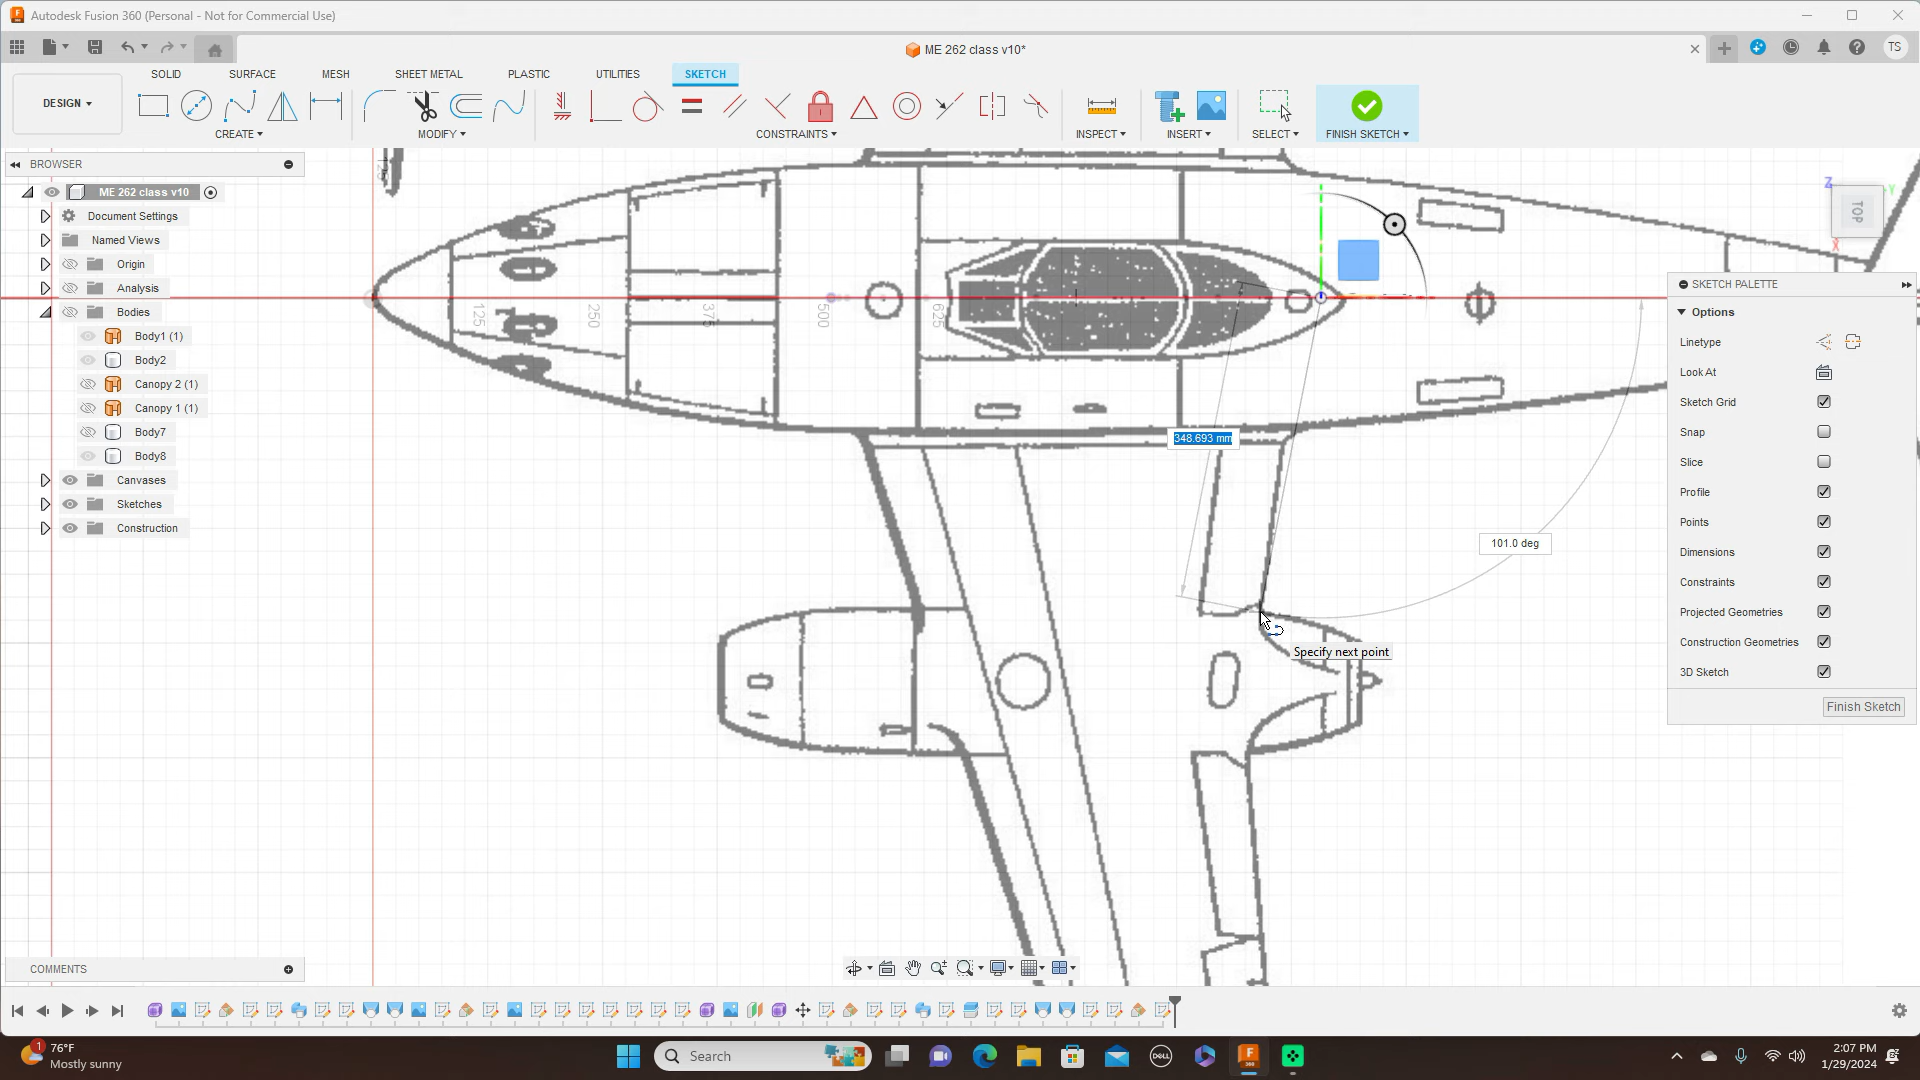 Autodesk Fusion 360 (Personal - Not for Commercial Use)
ME 262 class v10*
TS
DESIGN
SOLID
SURFACE
MESH
SHEET METAL
PLASTIC
UTILITIES
SKETCH
CREATE
MODIFY
CONSTRAINTS
INSPECT
INSERT
SELECT
FINISH SKETCH
BROWSER
ME 262 class v10
Document Settings
Named Views
Origin
Analysis
Bodies
Body1 (1)
Body2
Canopy 2 (1)
Canopy 1 (1)
Body7
Body8
Canvases
Sketches
Construction
125
250
375
500
625
348.693 mm
101.0 deg
Specify next point
Z
Y
X
TOP
SKETCH PALETTE
Options
Linetype
Look At
Sketch Grid
Snap
Slice
Profile
Points
Dimensions
Constraints
Projected Geometries
Construction Geometries
3D Sketch
Finish Sketch
COMMENTS
1
76°F
Mostly sunny
Search
DELL
F
360
2:07 PM
1/29/2024